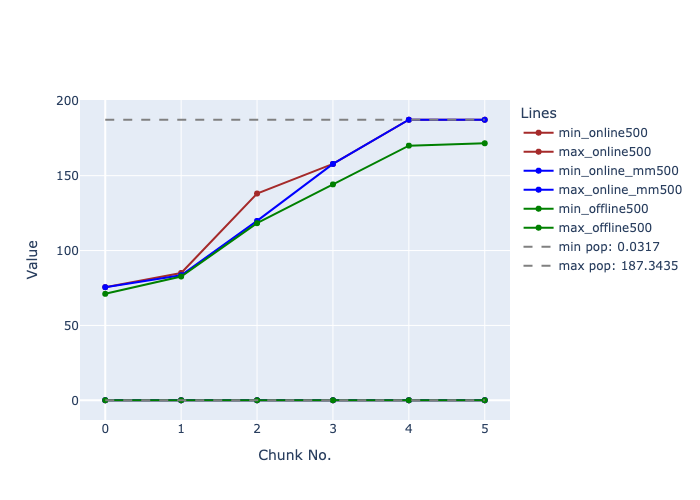 200
150
100
50
0
Value
0 1 2 3 4 5
Chunk No.
Lines
min_online500
max_online500
min_online_mm500
max_online_mm500
min_offline500
max_offline500
min pop: 0.0317
max pop: 187.3435